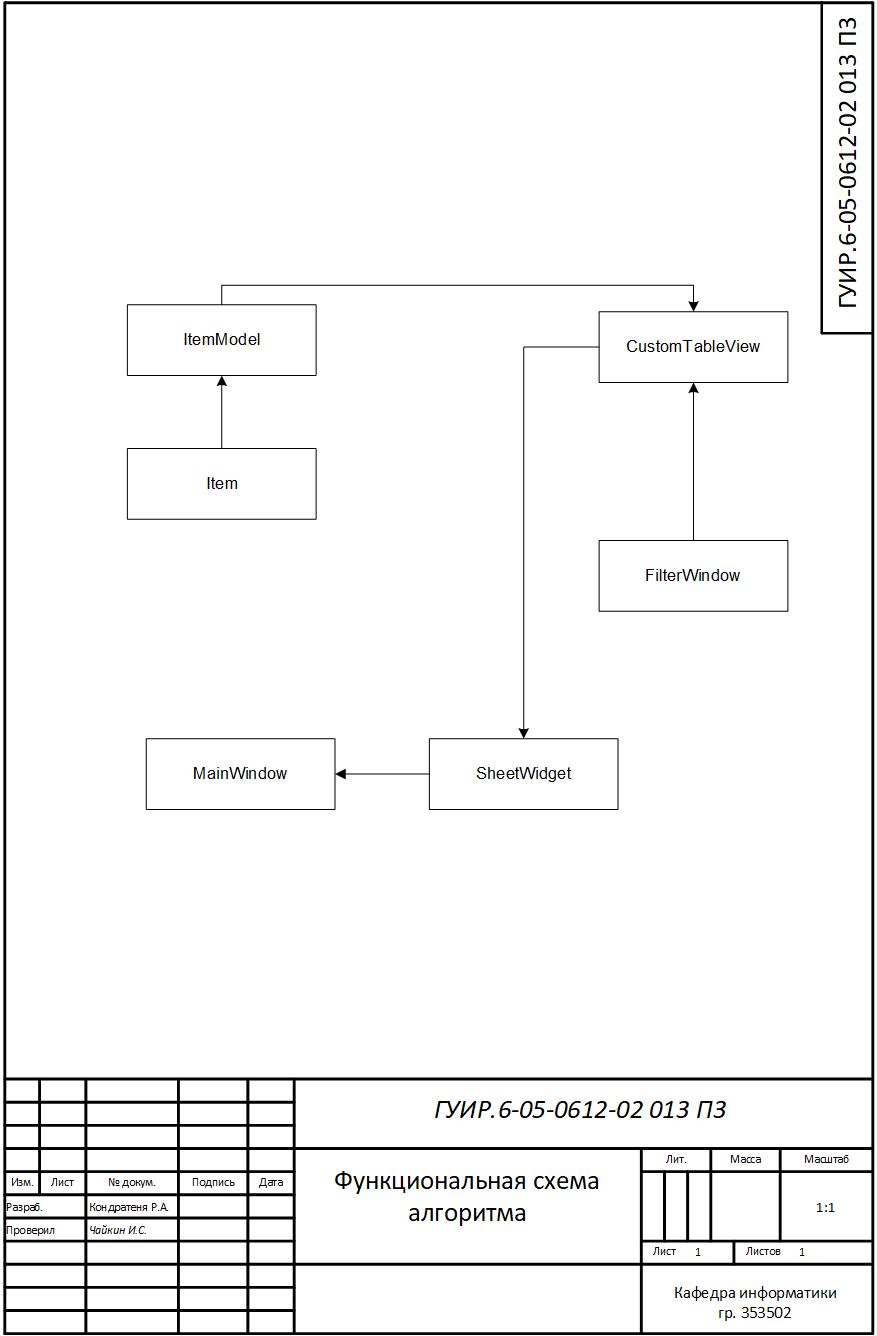 ГУИР.6-05-0612-02 013 ПЗ
ItemModel
CustomTableView
Item
FilterWindow
MainWindow
SheetWidget
ГУИР.6-05-0612-02 013 ПЗ
Изм.
Лист
№ докум.
Подпись
Дата
Функциональная схема
алгоритма
Лит.
Масса
Масштаб
Разраб.
Кондратеня Р.А.
1:1
Проверил
Чайкин И.С.
Лист 1
Листов 1
Кафедра информатики
гр. 353502